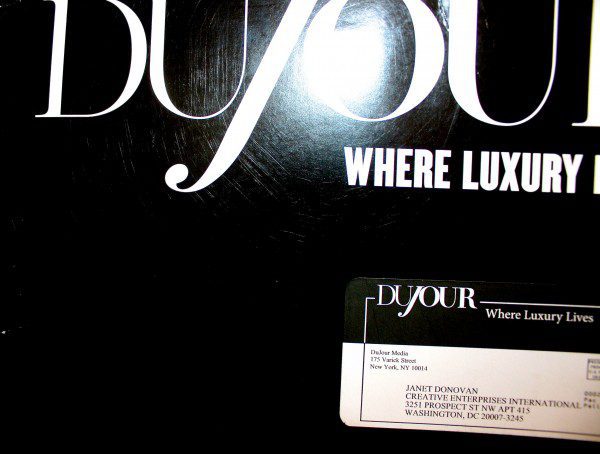 DUJOUR
WHERE LUXURY
DUJOUR
Where Luxury Lives
DuJour Media
175 Varick Street
New York, NY 10014
JANET DONOVAN
CREATIVE ENTERPRISES INTERNATIONAL
3251 PROSPECT ST NW APT 415
WASHINGTON, DC 20007-3245